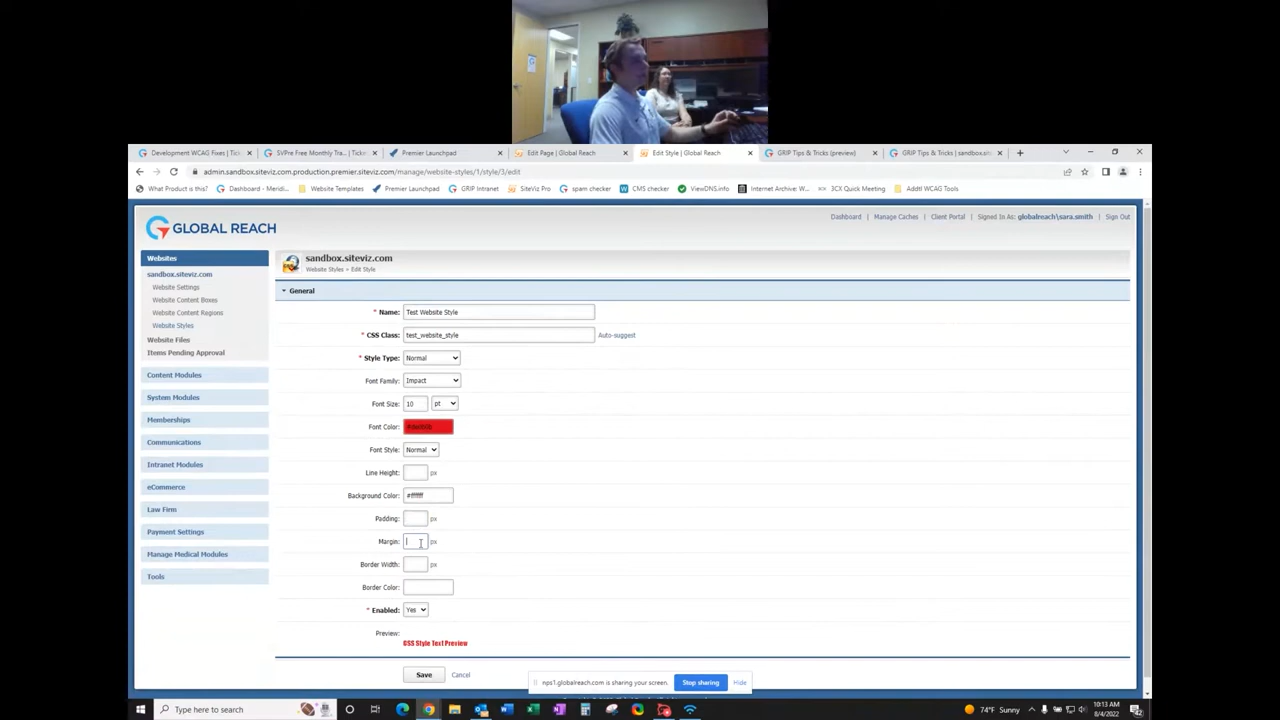 Development WCAG Fixes | Tick
SVPre Free Monthly Tra... | Ticket
Premier Launchpad
Edit Page | Global Reach
Edit Style | Global Reach
GRIP Tips & Tricks (preview)
GRIP Tips & Tricks | sandbox.sit
admin.sandbox.siteviz.com.production.premier.siteviz.com/manage/website-styles/1/style/3/edit
What Product is this?
Dashboard - Meridi...
Website Templates
Premier Launchpad
GRIP Intranet
SiteViz Pro
spam checker
CMS checker
ViewDNS.info
Internet Archive: W...
3CX Quick Meeting
Addtl WCAG Tools
GLOBAL REACH
Dashboard | Manage Caches | Client Portal | Signed In As: globalreach\sara.smith | Sign Out
Websites
sandbox.siteviz.com
Website Settings
Website Content Boxes
Website Content Regions
Website Styles
Website Files
Items Pending Approval
Content Modules
System Modules
Memberships
Communications
Intranet Modules
eCommerce
Law Firm
Payment Settings
Manage Medical Modules
Tools
sandbox.siteviz.com
Website Styles > Edit Style
General
* Name: Test Website Style
* CSS Class: test_website_style Auto-suggest
* Style Type: Normal
Font Family: Impact
Font Size: 10 pt
Font Color:
Font Style: Normal
Line Height: px
Background Color: #ffffff
Padding: px
Margin: px
Border Width: px
Border Color:
* Enabled: Yes
Preview:
CSS Style Text Preview
Save Cancel
nps1.globalreach.com is sharing your screen. Stop sharing Hide
Type here to search
74°F Sunny
10:13 AM
8/4/2022
42